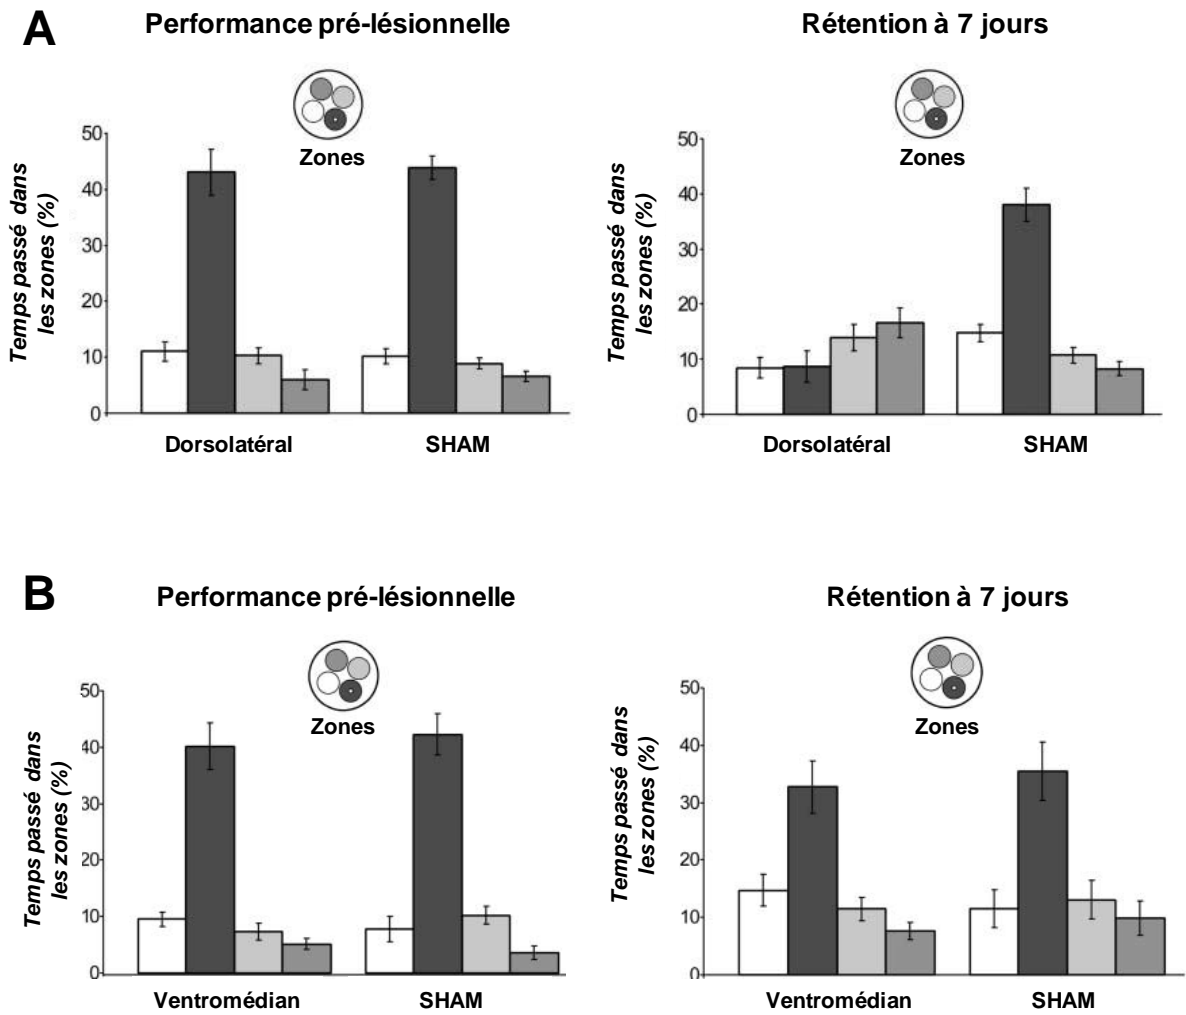 A
Performance pré-lésionnelle
Rétention à 7 jours
Zones
Zones
Temps passé dans
les zones (%)
50
40
30
20
10
0
Dorsolatéral
SHAM
Temps passé dans
les zones (%)
50
40
30
20
10
0
Dorsolatéral
SHAM
B
Performance pré-lésionnelle
Rétention à 7 jours
Zones
Zones
Temps passé dans
les zones (%)
50
40
30
20
10
0
Ventromédian
SHAM
Temps passé dans
les zones (%)
50
40
30
20
10
0
Ventromédian
SHAM